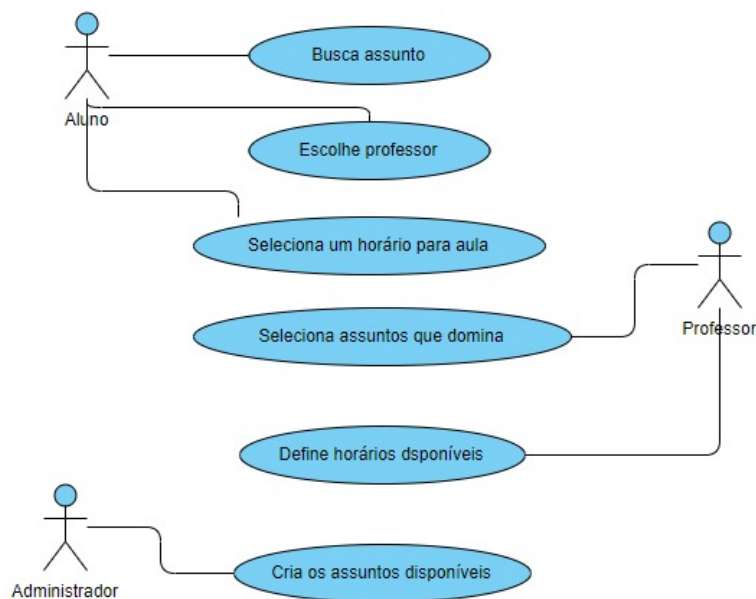 Busca assunto
Aluno
Escolhe professor
Seleciona um horário para aula
Seleciona assuntos que domina
Professor
Define horários dsponíveis
Cria os assuntos disponíveis
Administrador